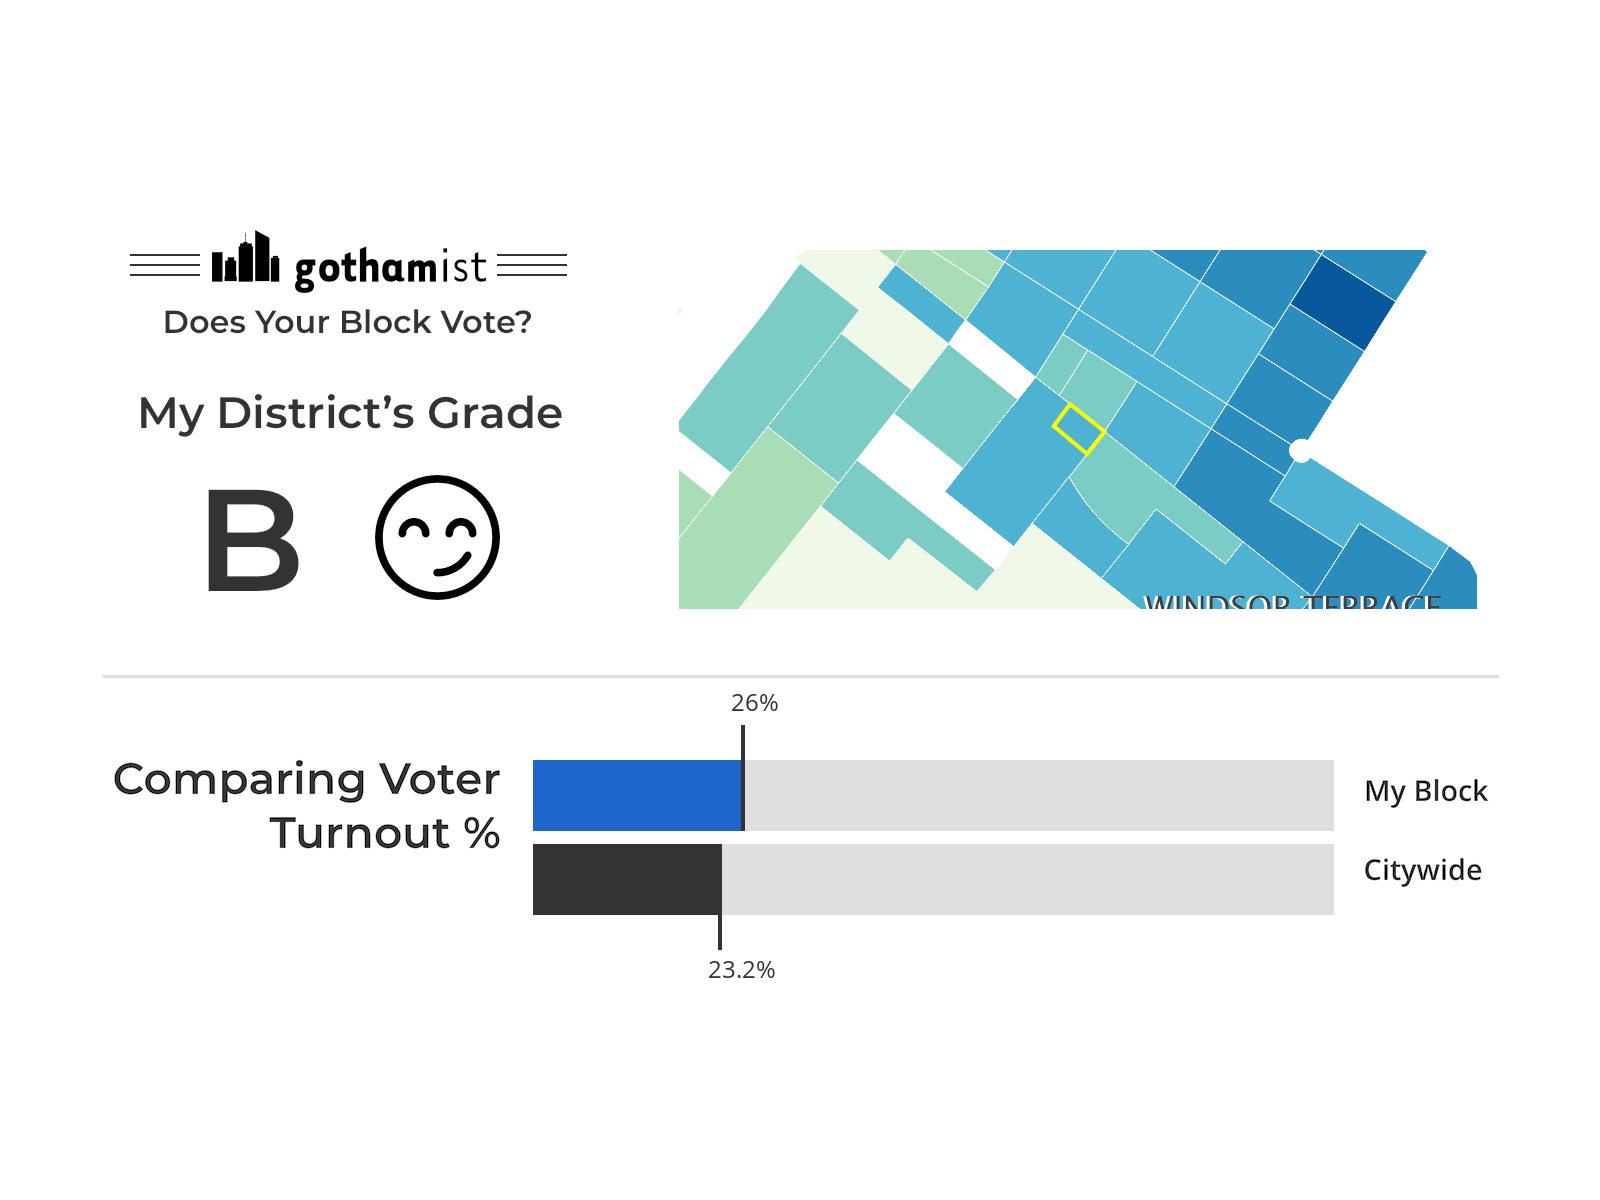 gothamist
Does Your Block Vote?
My District's Grade
B
WINDSOR TERRACE
26%
Comparing Voter
Turnout %
My Block
Citywide
23.2%